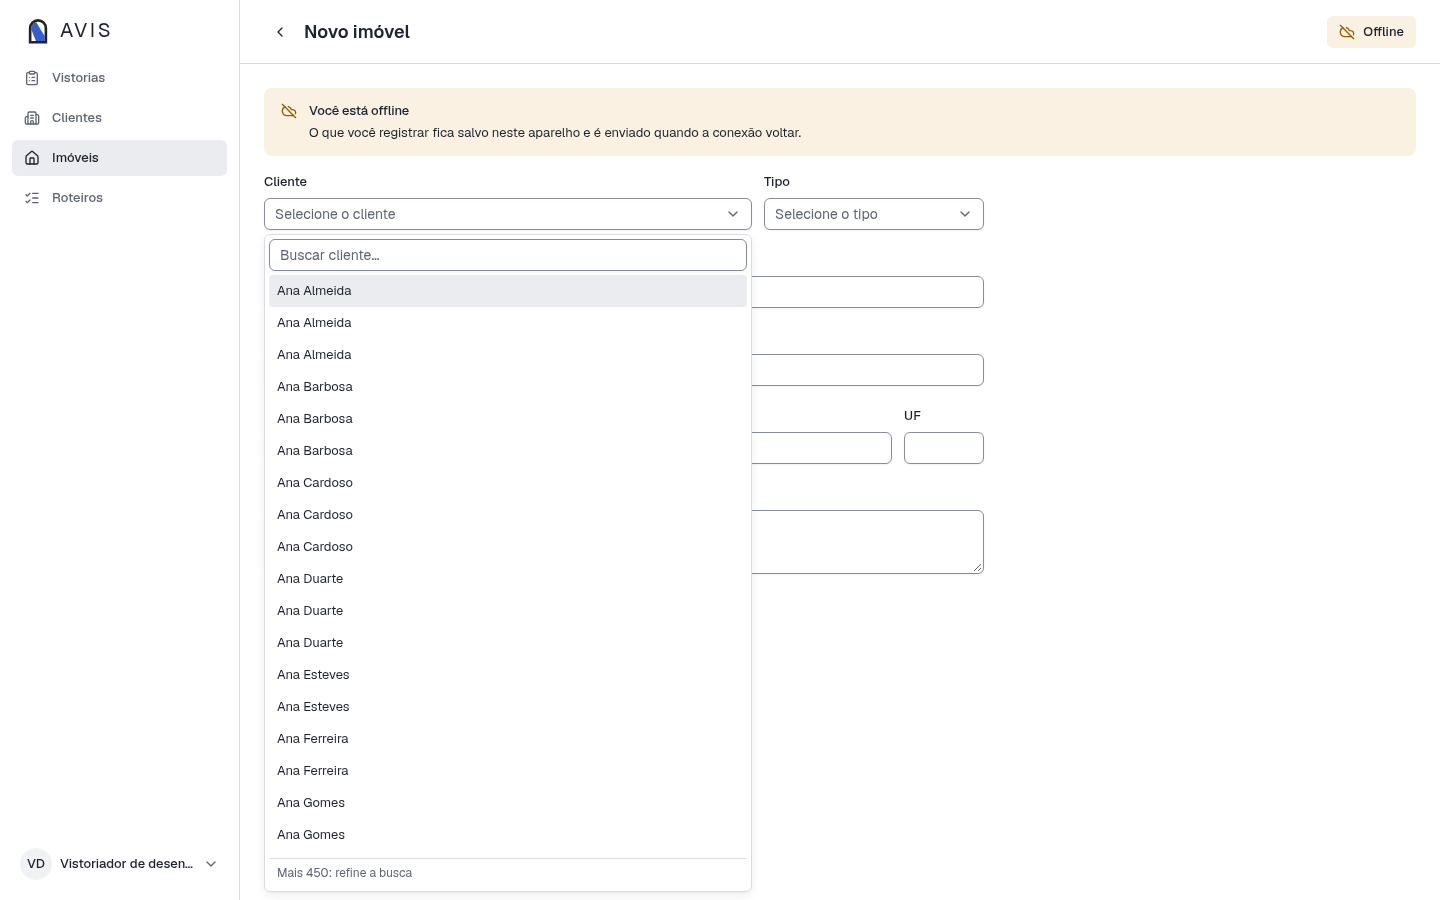 AVIS
Vistorias
Clientes
Imóveis
Roteiros
Novo imóvel
Offline
Você está offline
O que você registrar fica salvo neste aparelho e é enviado quando a conexão voltar.
Cliente
Tipo
Selecione o cliente
Selecione o tipo
Buscar cliente…
Ana Almeida
Ana Almeida
Ana Almeida
Ana Barbosa
Ana Barbosa
Ana Barbosa
UF
Ana Cardoso
Ana Cardoso
Ana Cardoso
Ana Duarte
Ana Duarte
Ana Duarte
Ana Esteves
Ana Esteves
Ana Ferreira
Ana Ferreira
Ana Gomes
Ana Gomes
Mais 450: refine a busca
VD
Vistoriador de desen…